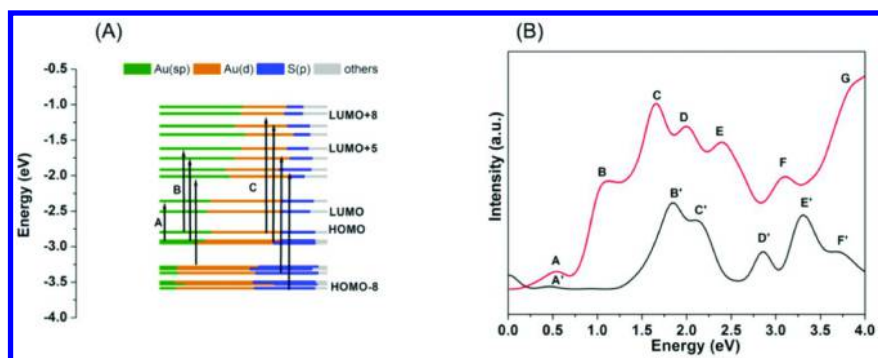 (A)
Au(sp) Au(d) S(p) others
-0.5
-1.0
-1.5
-2.0
-2.5
-3.0
-3.5
-4.0
Energy (eV)
LUMO+8
LUMO+5
LUMO
HOMO
HOMO-8
A
B
C
(B)
Intensity (a.u.)
A
B
C
D
E
F
G
A'
B'
C'
D'
E'
F'
0.0 0.5 1.0 1.5 2.0 2.5 3.0 3.5 4.0
Energy (eV)